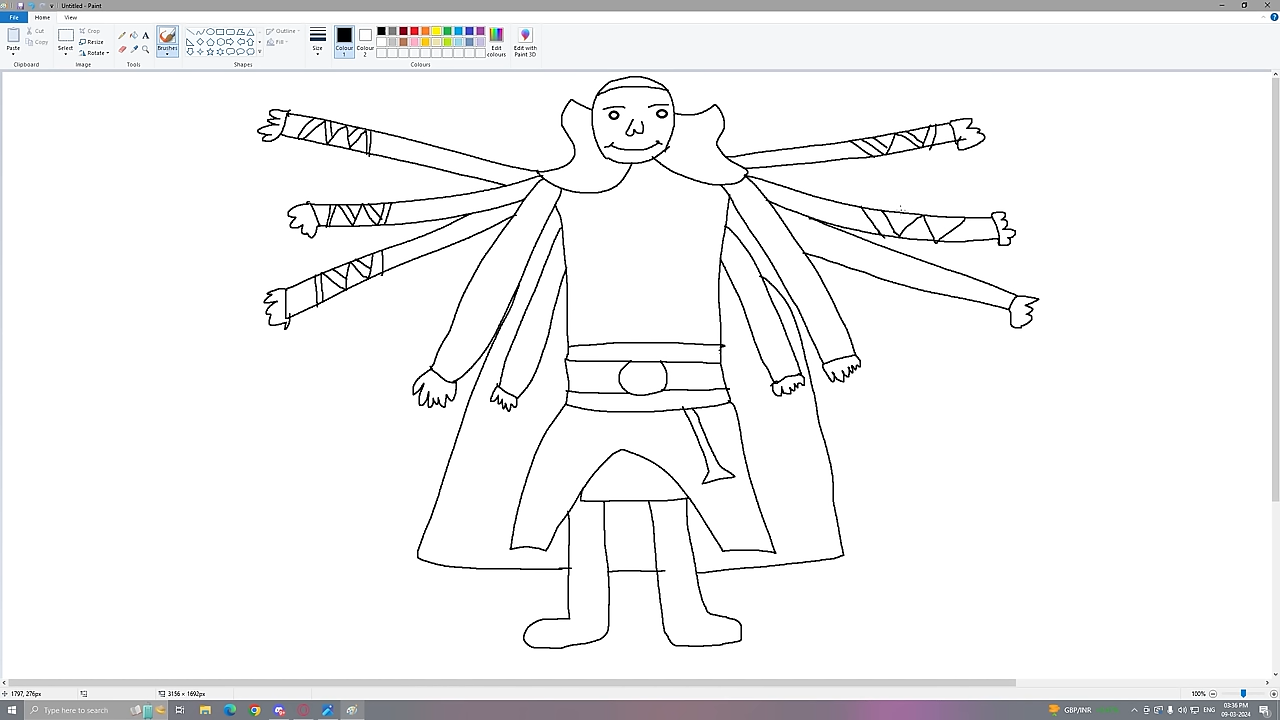 Untitled - Paint
File Home View
Paste Cut Copy Select Crop Resize Rotate Brushes Outline Fill Size Colour 1 Colour 2 Edit colours Edit with Paint 3D
Clipboard Image Tools Shapes Colours
1797, 276px 3156 × 1692px 100%
Type here to search GBP/INR ENG 03:36 PM 09-03-2024